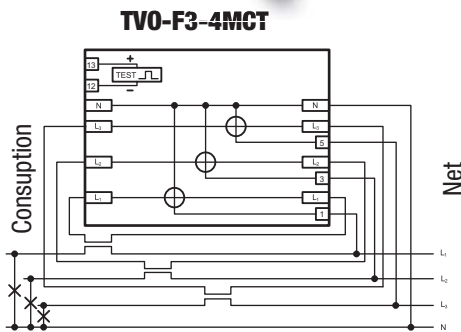 TVO-F3-4MCT
13
+
TEST
12
−
N
N
L₃
L₃
5
L₂
L₂
3
L₁
L₁
1
Consuption
Net
L₁
L₂
L₃
N